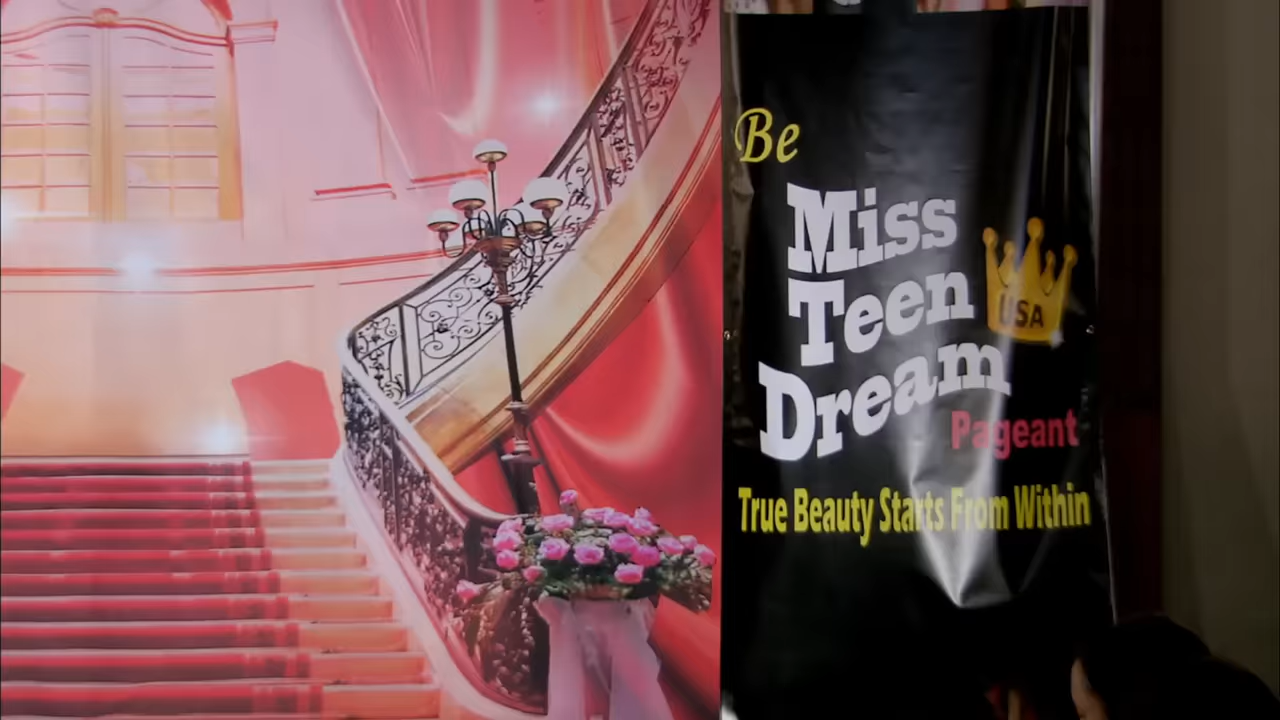 Be
Miss
Teen
USA
Dream
Pageant
True Beauty Starts From Within